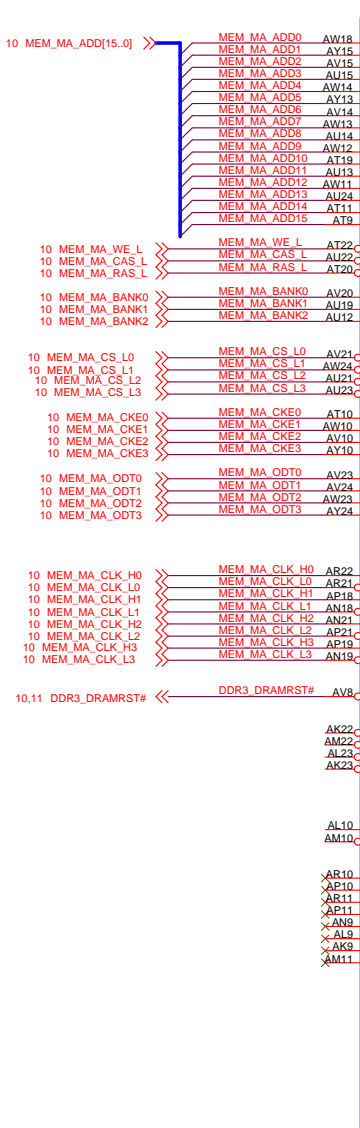 10 MEM_MA_ADD[15..0] MEM_MA_ADD0 AW18
MEM_MA_ADD1 AY15
MEM_MA_ADD2 AV15
MEM_MA_ADD3 AU15
MEM_MA_ADD4 AW14
MEM_MA_ADD5 AY13
MEM_MA_ADD6 AV14
MEM_MA_ADD7 AW13
MEM_MA_ADD8 AU14
MEM_MA_ADD9 AW12
MEM_MA_ADD10 AT19
MEM_MA_ADD11 AU13
MEM_MA_ADD12 AW11
MEM_MA_ADD13 AU24
MEM_MA_ADD14 AT11
MEM_MA_ADD15 AT9
10 MEM_MA_WE_L MEM_MA_WE_L AT22
10 MEM_MA_CAS_L MEM_MA_CAS_L AU22
10 MEM_MA_RAS_L MEM_MA_RAS_L AT20
10 MEM_MA_BANK0 MEM_MA_BANK0 AV20
10 MEM_MA_BANK1 MEM_MA_BANK1 AU19
10 MEM_MA_BANK2 MEM_MA_BANK2 AU12
10 MEM_MA_CS_L0 MEM_MA_CS_L0 AV21
10 MEM_MA_CS_L1 MEM_MA_CS_L1 AW24
10 MEM_MA_CS_L2 MEM_MA_CS_L2 AU21
10 MEM_MA_CS_L3 MEM_MA_CS_L3 AU23
10 MEM_MA_CKE0 MEM_MA_CKE0 AT10
10 MEM_MA_CKE1 MEM_MA_CKE1 AW10
10 MEM_MA_CKE2 MEM_MA_CKE2 AV10
10 MEM_MA_CKE3 MEM_MA_CKE3 AY10
10 MEM_MA_ODT0 MEM_MA_ODT0 AV23
10 MEM_MA_ODT1 MEM_MA_ODT1 AV24
10 MEM_MA_ODT2 MEM_MA_ODT2 AW23
10 MEM_MA_ODT3 MEM_MA_ODT3 AY24
10 MEM_MA_CLK_H0 MEM_MA_CLK_H0 AR22
10 MEM_MA_CLK_L0 MEM_MA_CLK_L0 AR21
10 MEM_MA_CLK_H1 MEM_MA_CLK_H1 AP18
10 MEM_MA_CLK_L1 MEM_MA_CLK_L1 AN18
10 MEM_MA_CLK_H2 MEM_MA_CLK_H2 AN21
10 MEM_MA_CLK_L2 MEM_MA_CLK_L2 AP21
10 MEM_MA_CLK_H3 MEM_MA_CLK_H3 AP19
10 MEM_MA_CLK_L3 MEM_MA_CLK_L3 AN19
10,11 DDR3_DRAMRST# DDR3_DRAMRST# AV8
AK22
AM22
AL23
AK23
AL10
AM10
AR10
AP10
AR11
AP11
AN9
AL9
AK9
AM11